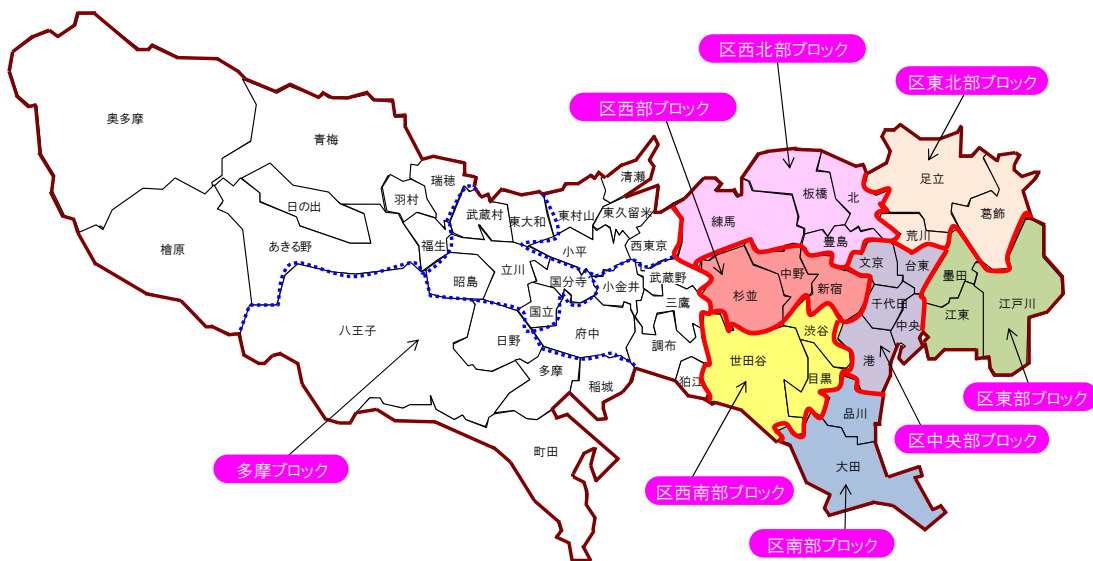 区西北部ブロック
区東北部ブロック
区西部ブロック
奥多摩
青梅
瑞穂
羽村
日の出
あきる野
檜原
福生
武蔵村
東大和
東村山
清瀬
東久留米
西東京
小平
立川
昭島
国分寺
小金井
武蔵野
三鷹
国立
府中
調布
狛江
八王子
日野
多摩
稲城
町田
練馬
板橋
北
豊島
足立
葛飾
荒川
杉並
中野
新宿
文京
台東
千代田
中央
港
墨田
江東
江戸川
渋谷
世田谷
目黒
品川
大田
区東部ブロック
区中央部ブロック
多摩ブロック
区西南部ブロック
区南部ブロック